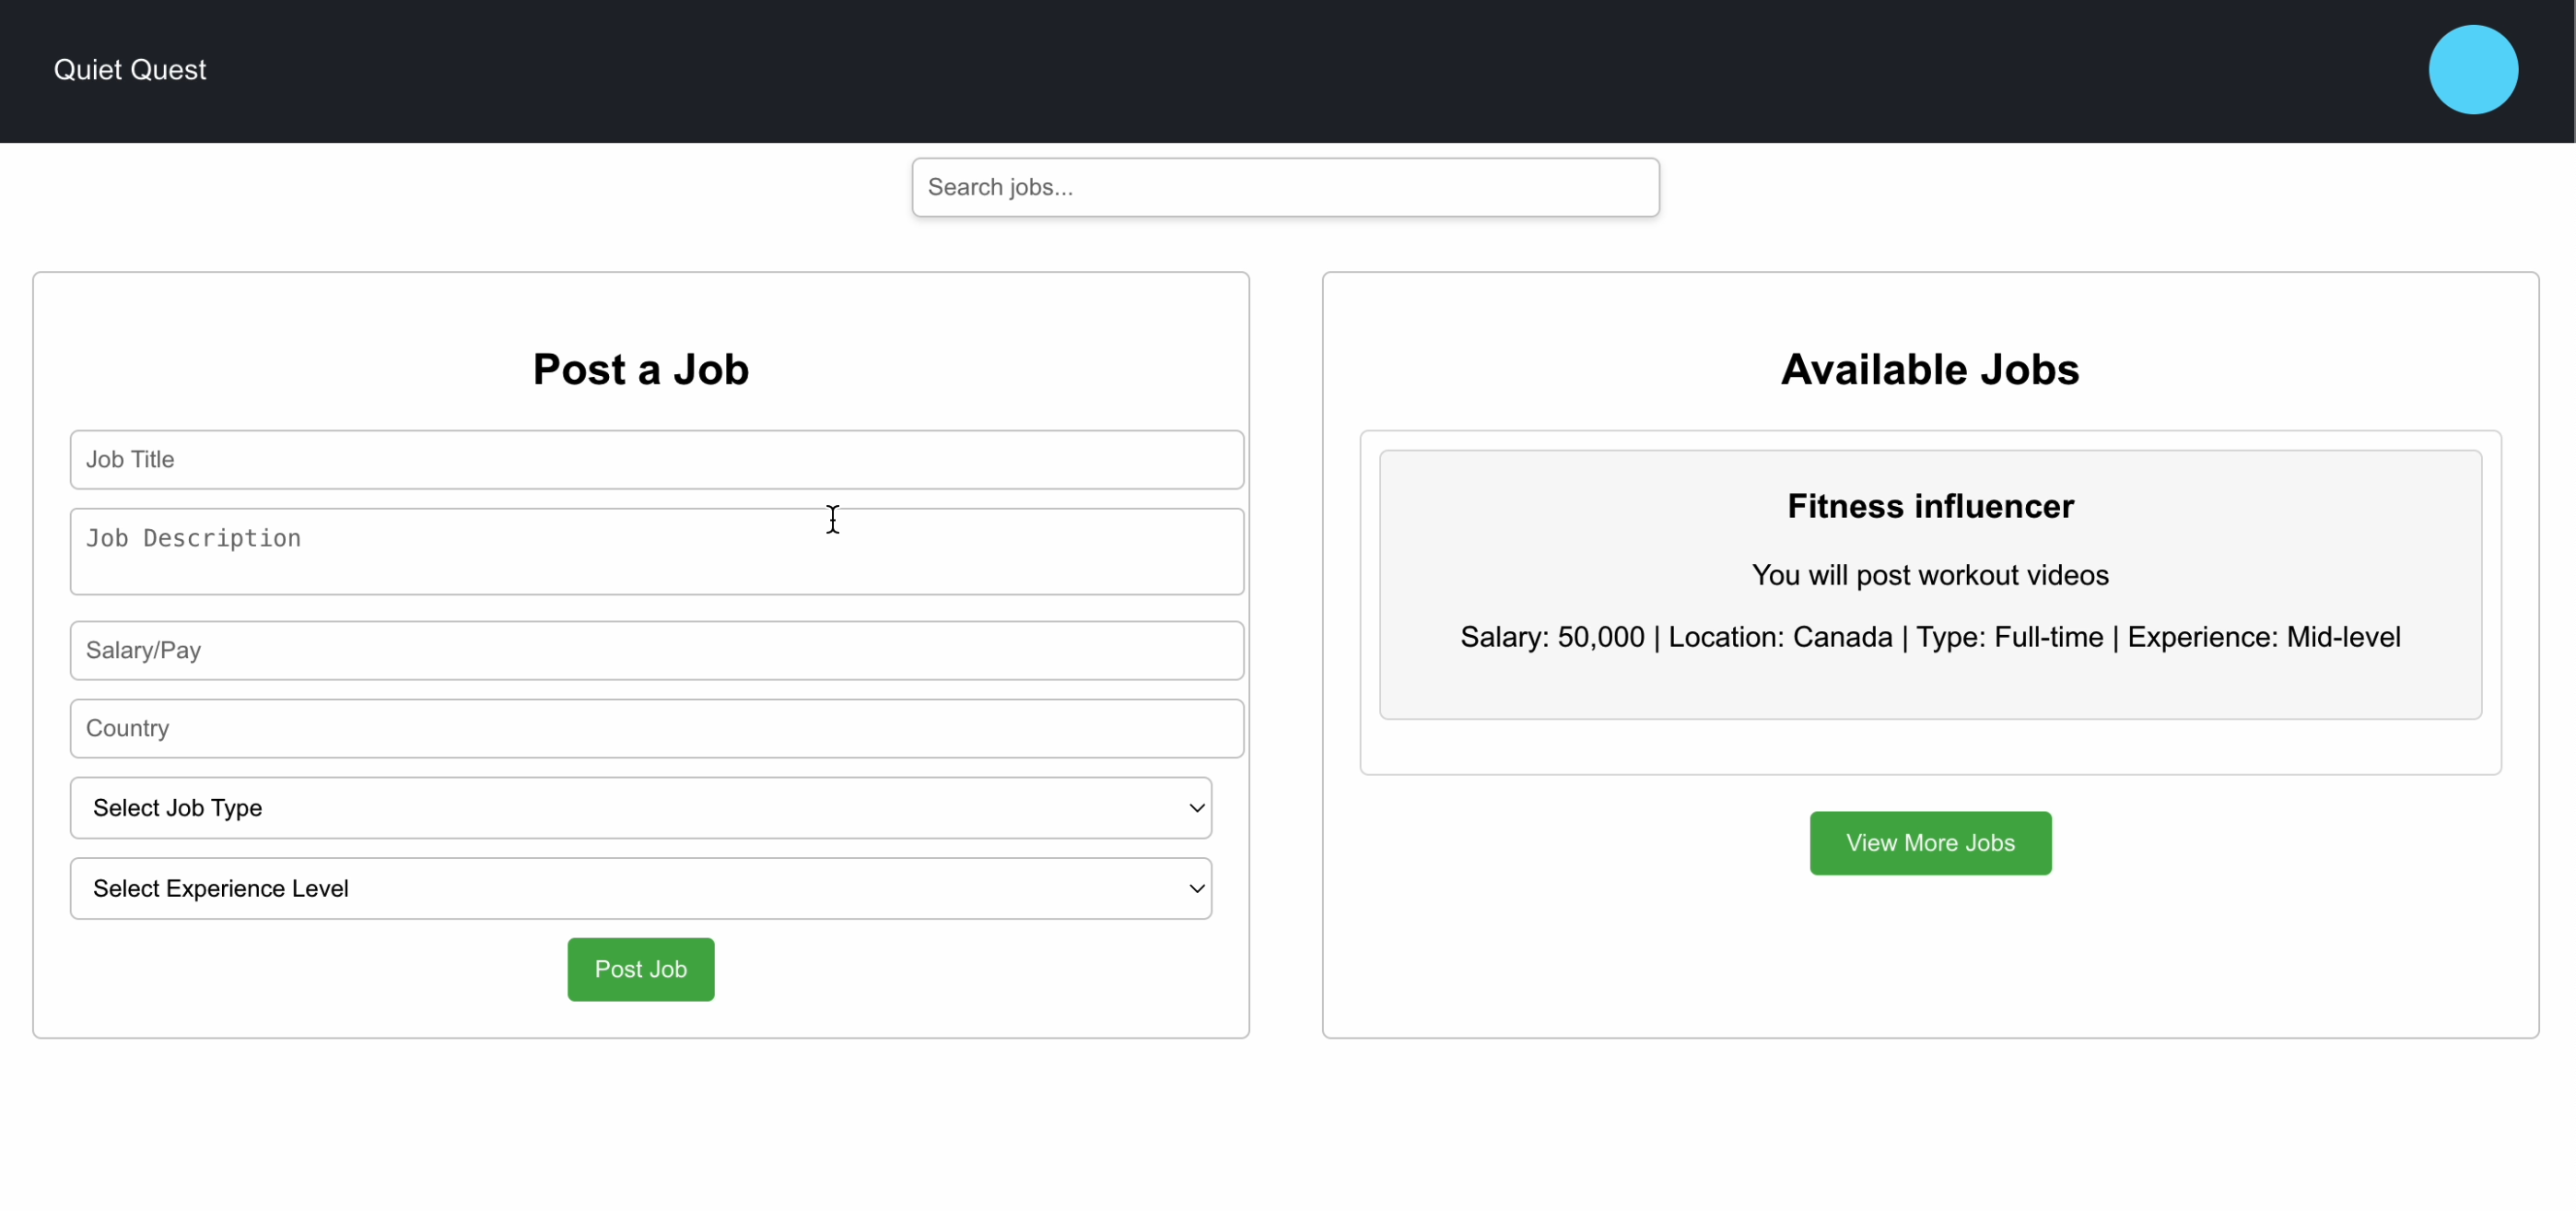 Quiet Quest
Search jobs...
Post a Job
Job Title
Job Description
Salary/Pay
Country
Select Job Type
Select Experience Level
Post Job
Available Jobs
Fitness influencer
You will post workout videos
Salary: 50,000 | Location: Canada | Type: Full-time | Experience: Mid-level
View More Jobs